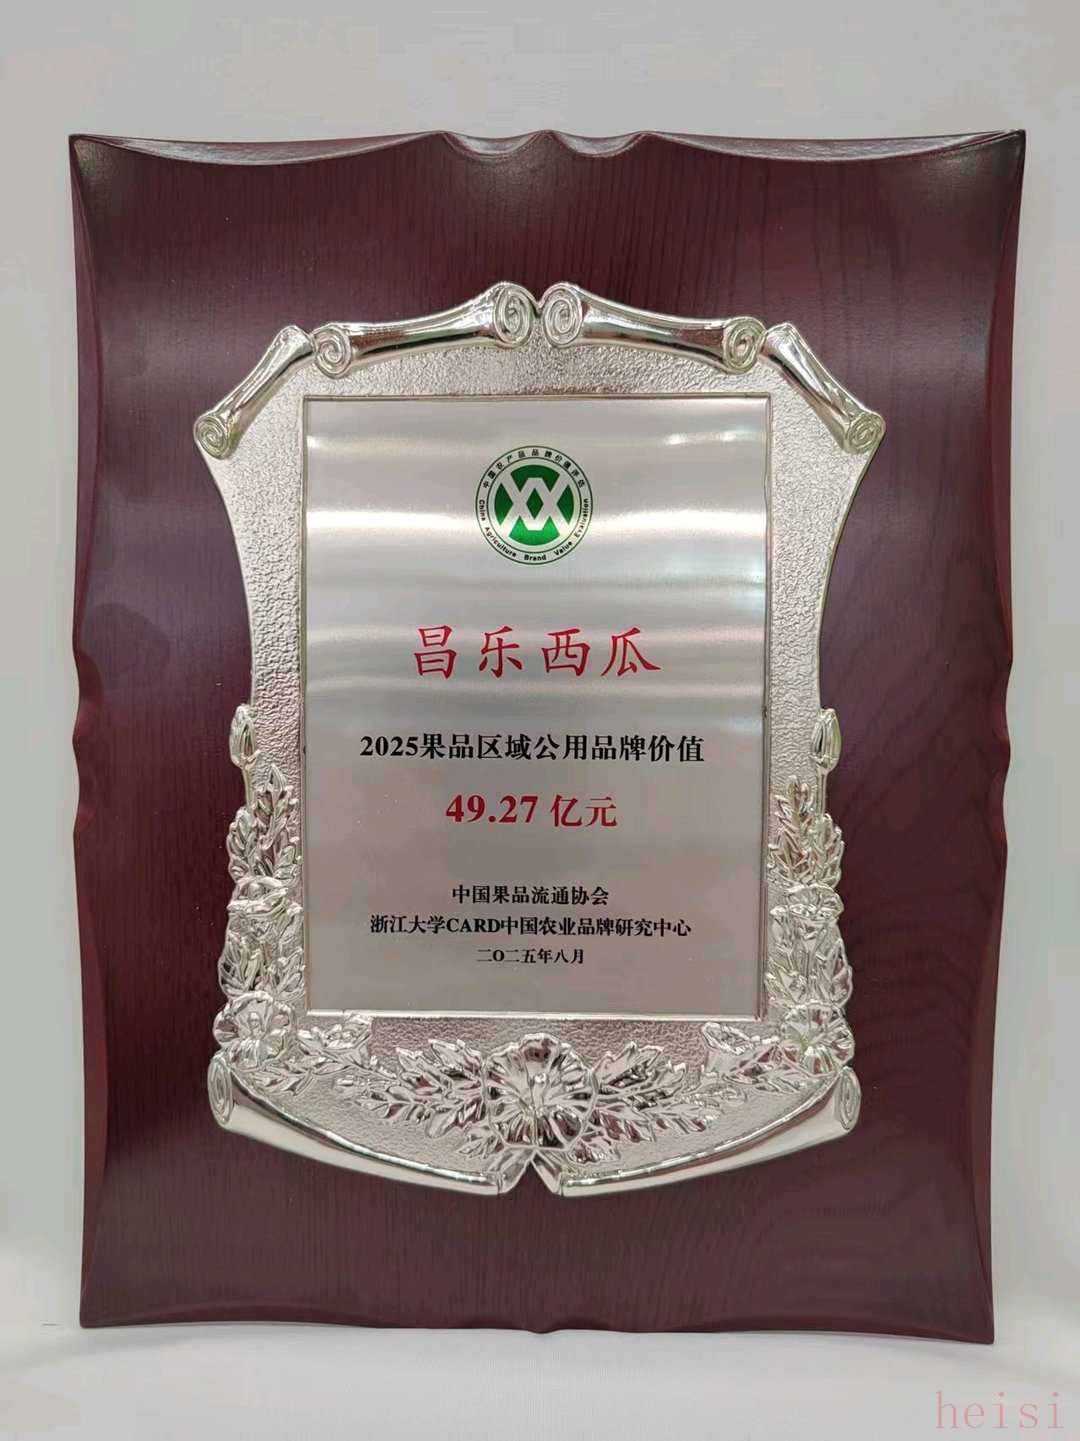 中国农产品品牌价值评估
China Agriculture Brand Value Evaluation
昌乐西瓜
2025果品区域公用品牌价值
49.27 亿元
中国果品流通协会
浙江大学CARD中国农业品牌研究中心
二〇二五年八月
heisi